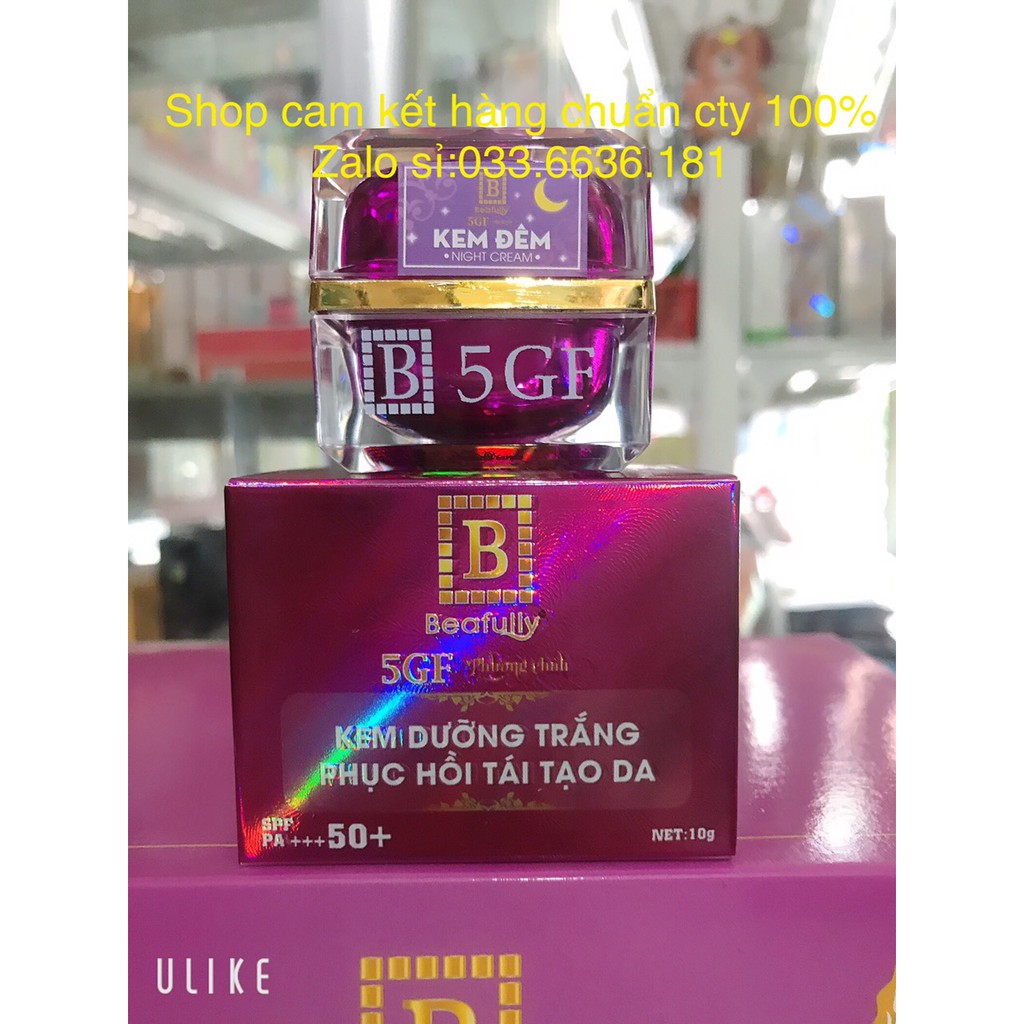 Shop cam kết hàng chuẩn cty 100%
Zalo sỉ:033.6636.181
B
Beafully
5GF
KEM ĐÊM
•NIGHT CREAM•
B 5GF
B
Beafully
5GF
KEM DƯỠNG TRẮNG
PHỤC HỒI TÁI TẠO DA
SPF
PA+++50+
NET:10g
ULIKE
B